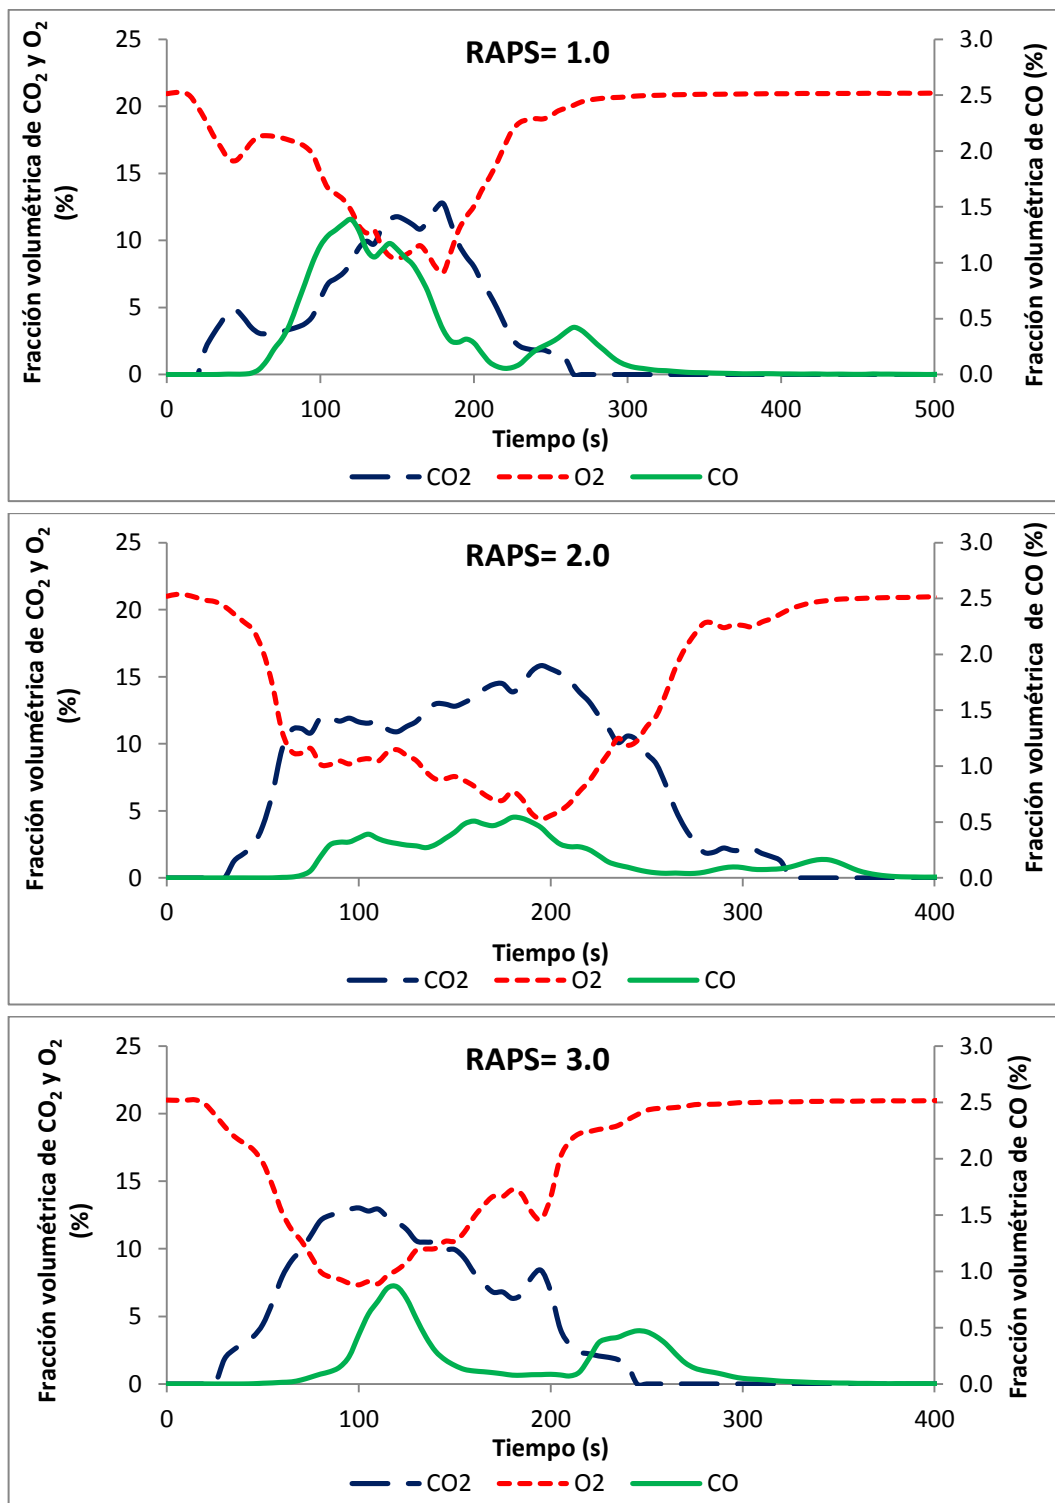 RAPS= 1.0
Fracción volumétrica de CO2 y O2
(%)
25
20
15
10
5
0
3.0
2.5
2.0
1.5
1.0
0.5
0.0
Fracción volumétrica de CO (%)
0 100 200 300 400 500
Tiempo (s)
CO2 O2 CO
RAPS= 2.0
Fracción volumétrica de CO2 y O2
(%)
25
20
15
10
5
0
3.0
2.5
2.0
1.5
1.0
0.5
0.0
Fracción volumétrica de CO (%)
0 100 200 300 400
Tiempo (s)
CO2 O2 CO
RAPS= 3.0
Fracción volumétrica de CO2 y O2
(%)
25
20
15
10
5
0
3.0
2.5
2.0
1.5
1.0
0.5
0.0
Fracción volumétrica de CO (%)
0 100 200 300 400
Tiempo (s)
CO2 O2 CO